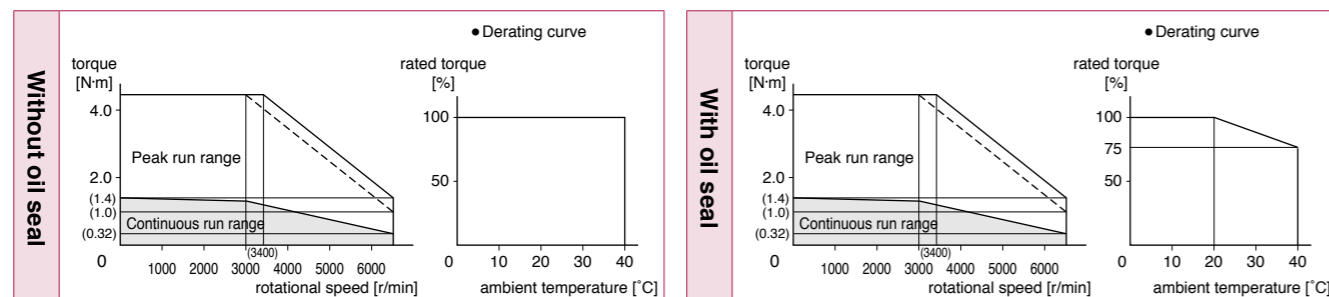 Without oil seal
● Derating curve
torque
[N·m]
rated torque
[%]
4.0
2.0
(1.4)
(1.0)
(0.32)
0
Peak run range
Continuous run range
(3400)
1000 2000 3000 4000 5000 6000
rotational speed [r/min]
100
50
0 10 20 30 40
ambient temperature [˚C]
With oil seal
● Derating curve
torque
[N·m]
rated torque
[%]
4.0
2.0
(1.4)
(1.0)
(0.32)
0
Peak run range
Continuous run range
(3400)
1000 2000 3000 4000 5000 6000
rotational speed [r/min]
100
75
50
0 10 20 30 40
ambient temperature [˚C]